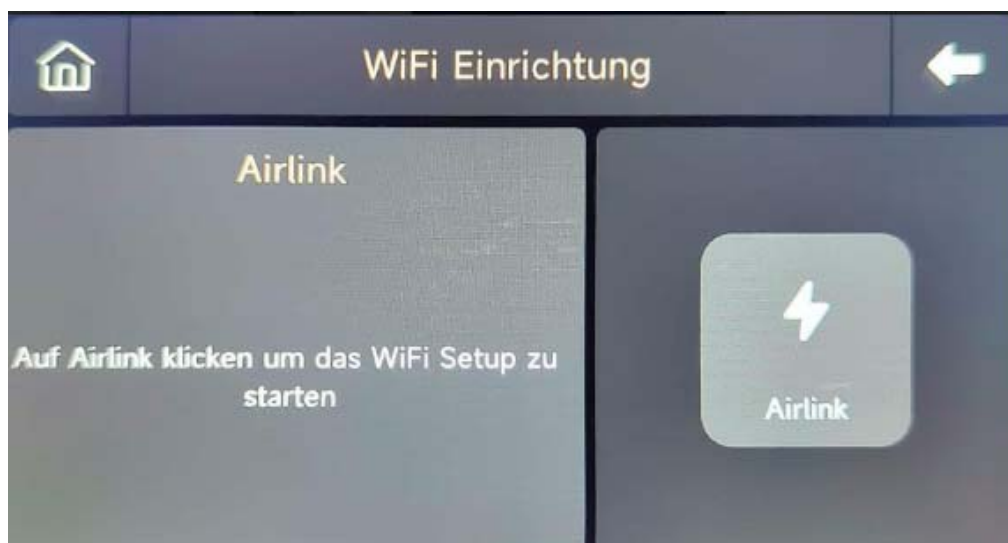 WiFi Einrichtung
Airlink
Auf Airlink klicken um das WiFi Setup zu
starten
Airlink